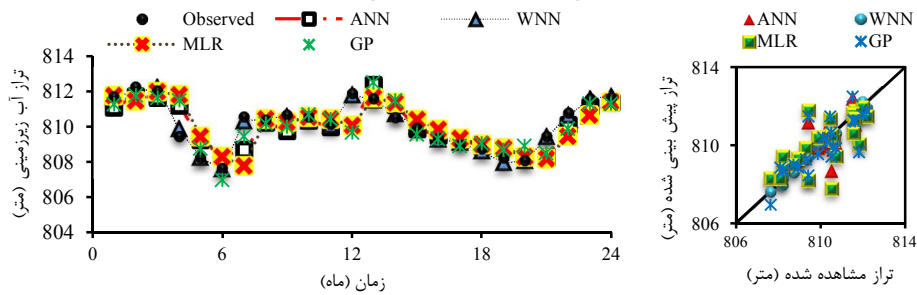 Observed ANN WNN
MLR GP
تراز آب زیرزمینی (متر)
814
812
810
808
806
804
0 6 12 18 24
زمان (ماه)
ANN WNN
MLR GP
تراز پیش بینی شده (متر)
814
810
806
806 810 814
تراز مشاهده شده (متر)